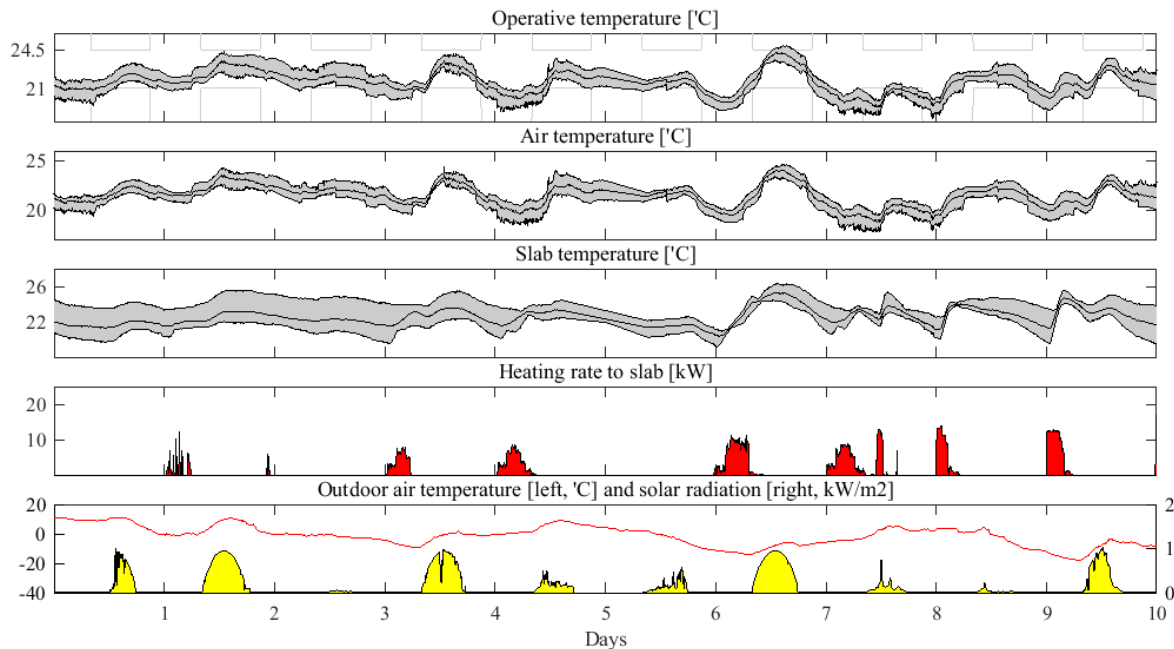 Operative temperature ['C]
24.5
21
Air temperature ['C]
25
20
Slab temperature ['C]
26
22
Heating rate to slab [kW]
20
10
Outdoor air temperature [left, 'C] and solar radiation [right, kW/m2]
20 2
0
-20 1
-40 0
1 2 3 4 5 6 7 8 9 10
Days